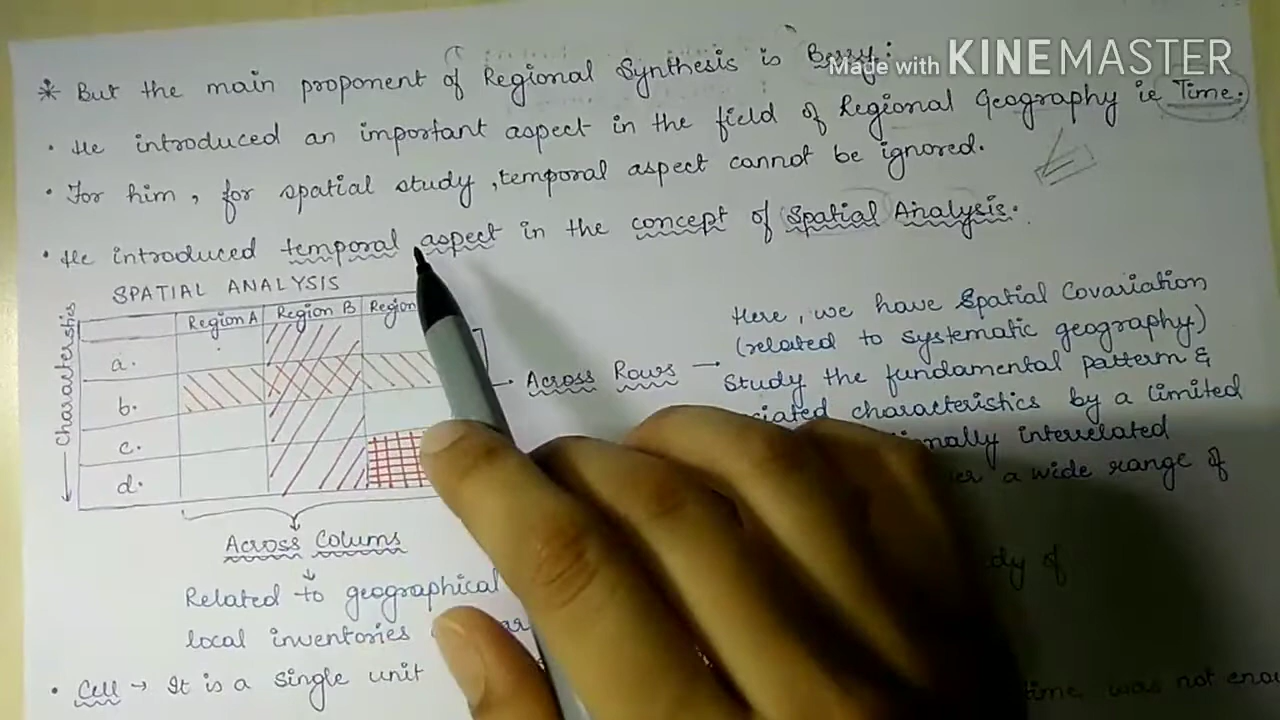 Made with KINEMASTER
* But the main proponent of Regional Synthesis is Berry:
• He introduced an important aspect in the field of Regional Geography ie Time.
• For him, for spatial study, temporal aspect cannot be ignored.
• He introduced temporal aspect in the concept of Spatial Analysis.
SPATIAL ANALYSIS
Characteristics
Region A Region B Region
a.
b.
c.
d.
Across Rows →
Here, we have Spatial Covariation
(related to systematic geography)
Study the fundamental pattern &
characteristics by a limited
interrelated
a wide range of
of
Across Colums
Related to geographical
local inventories
• Cell → It is a single unit
time was not